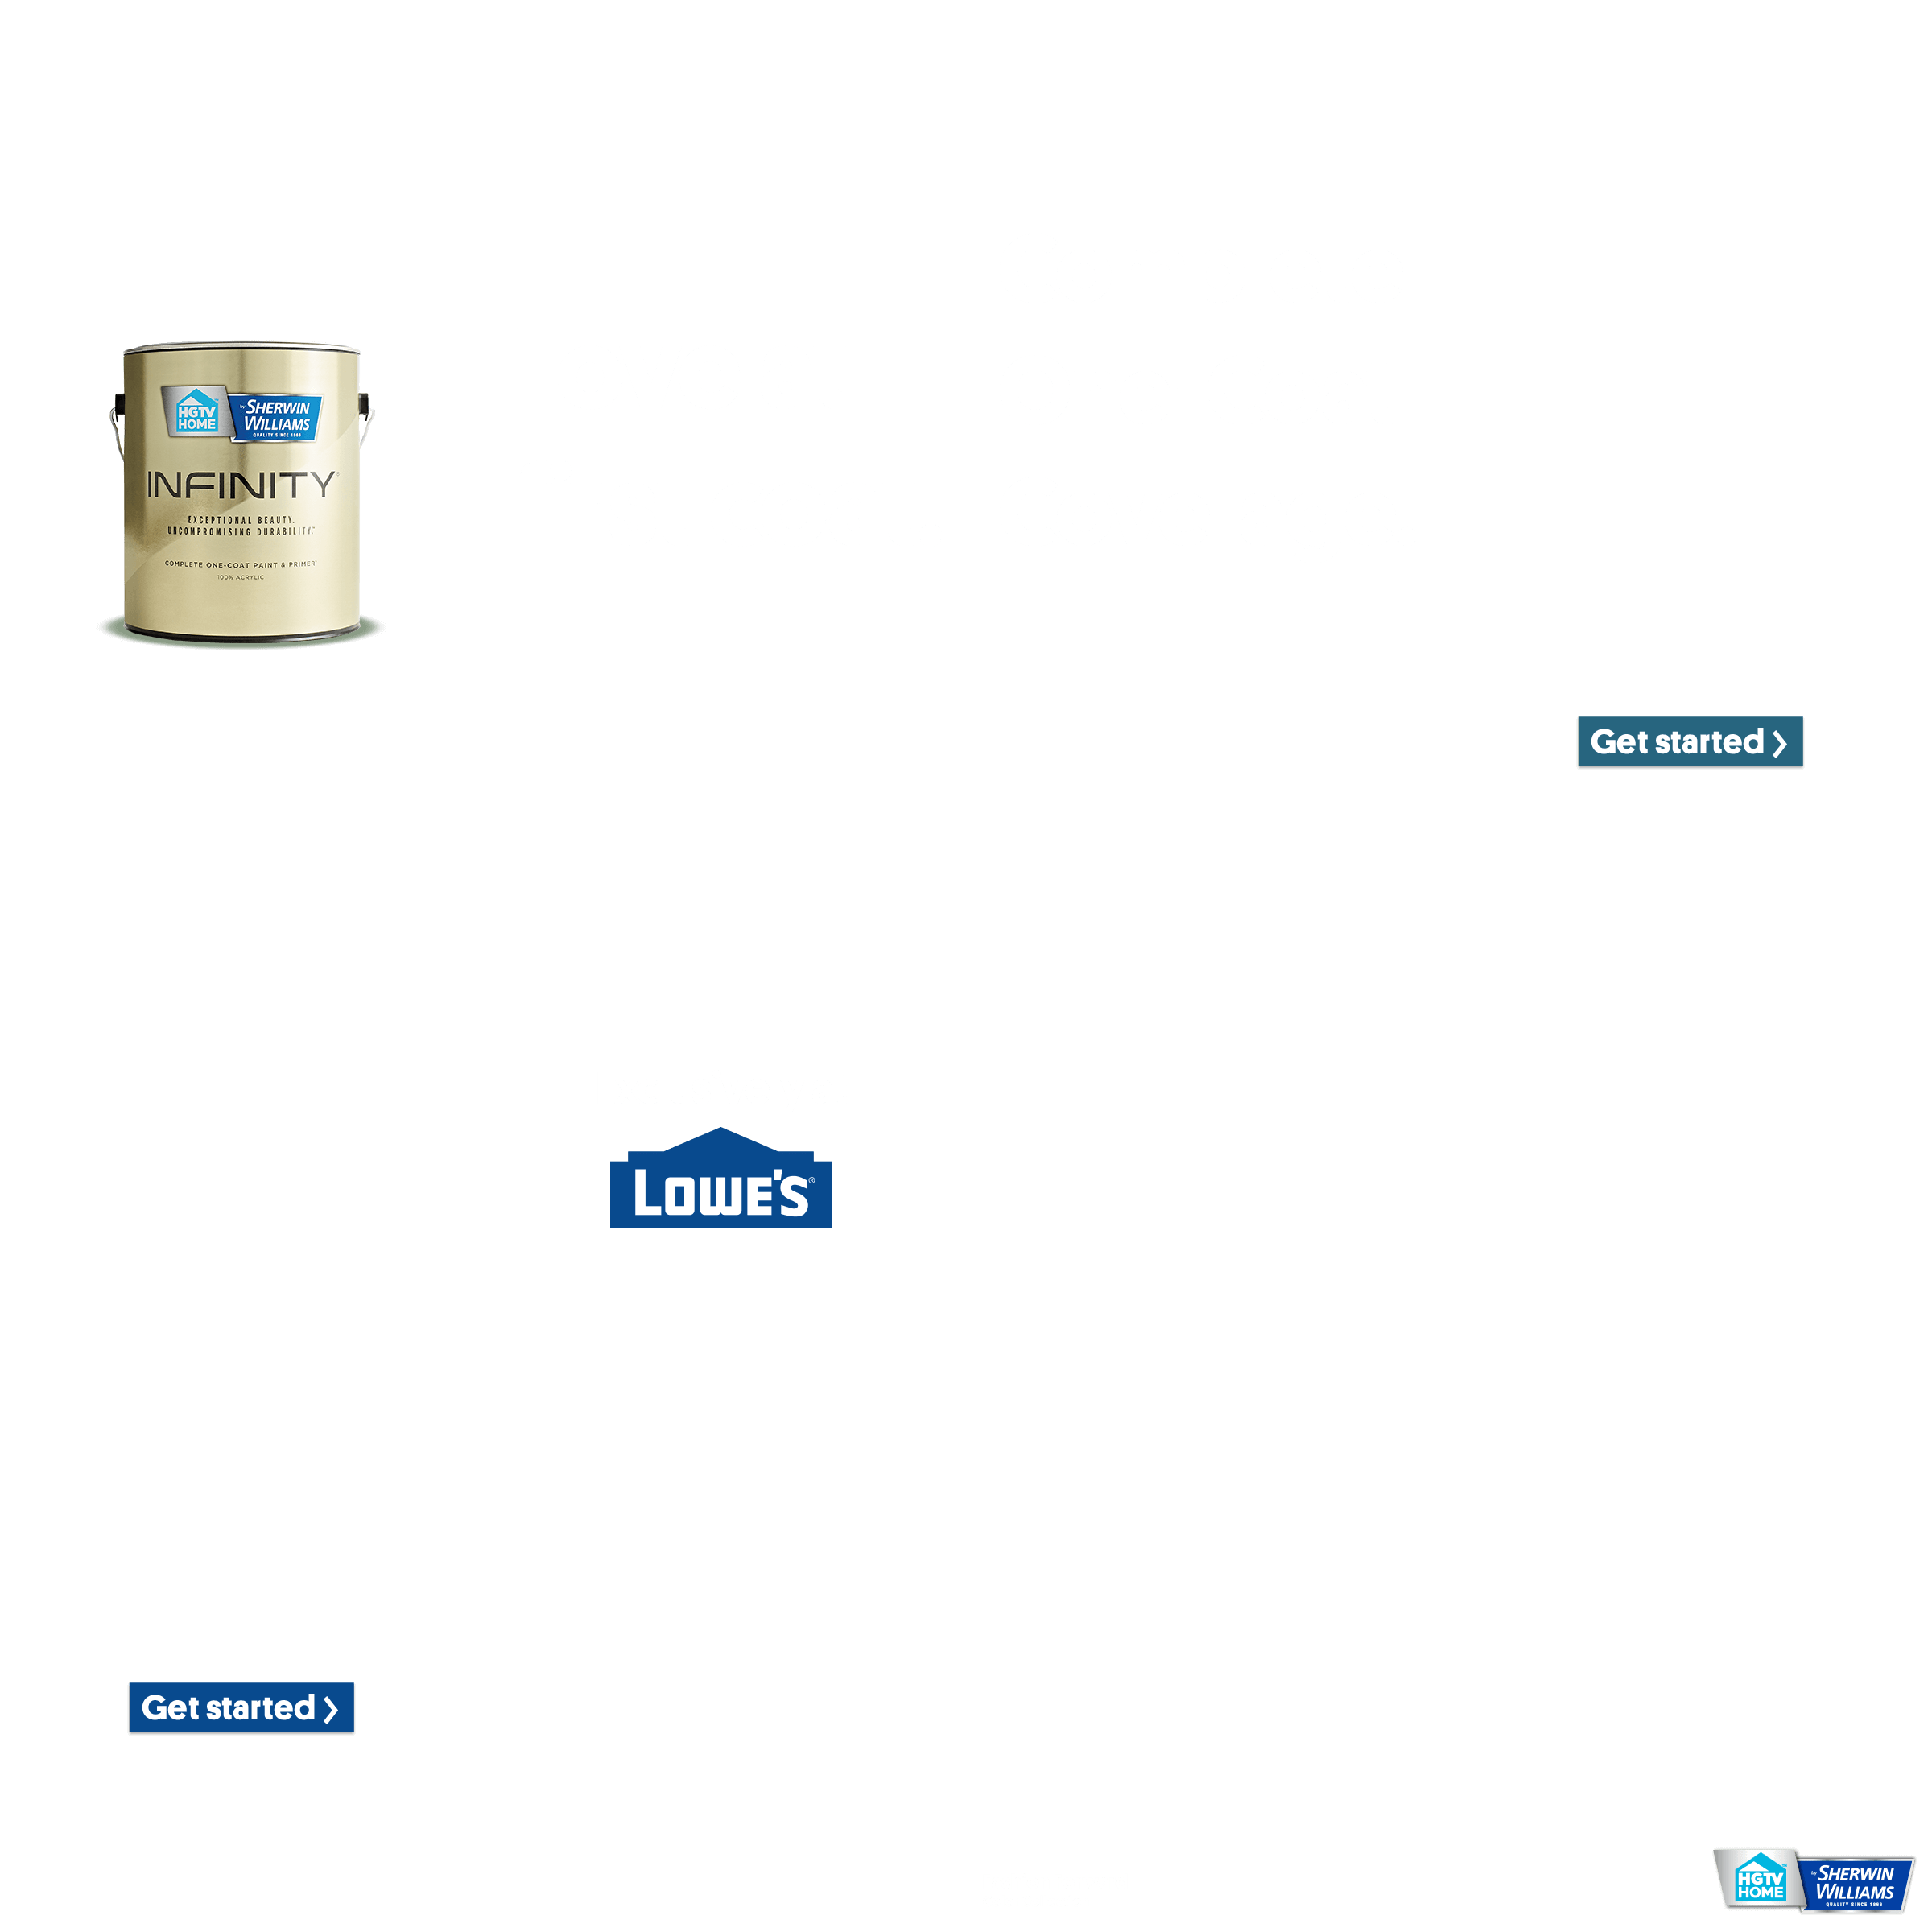 HGTV
HOME
by SHERWIN
WILLIAMS
QUALITY SINCE 1866
INFINITY®
EXCEPTIONAL BEAUTY.
UNCOMPROMISING DURABILITY.™
COMPLETE ONE-COAT PAINT & PRIMER
100% ACRYLIC
Get started >
LOWE'S®
Get started >
HGTV
HOME
by SHERWIN
WILLIAMS
QUALITY SINCE 1866